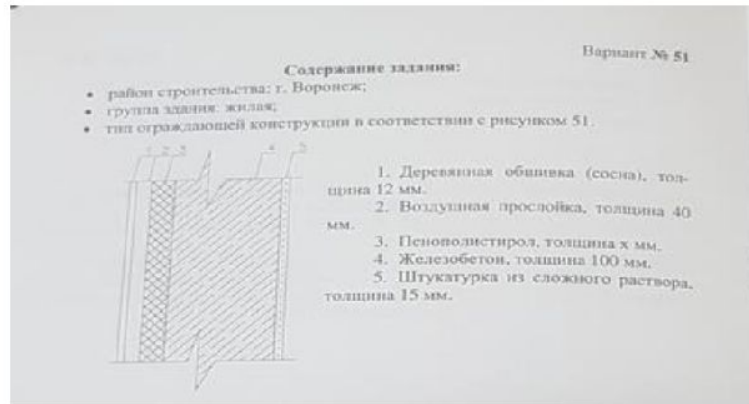 Вариант № 51
Содержание задания:
• район строительства: г. Воронеж;
• группа здания: жилая;
• тип ограждающей конструкции в соответствии с рисунком 51.
1 2 3 4 5
1. Деревянная обшивка (сосна), тол-
щина 12 мм.
2. Воздушная прослойка, толщина 40
мм.
3. Пенополистирол, толщина х мм.
4. Железобетон, толщина 100 мм.
5. Штукатурка из сложного раствора,
толщина 15 мм.